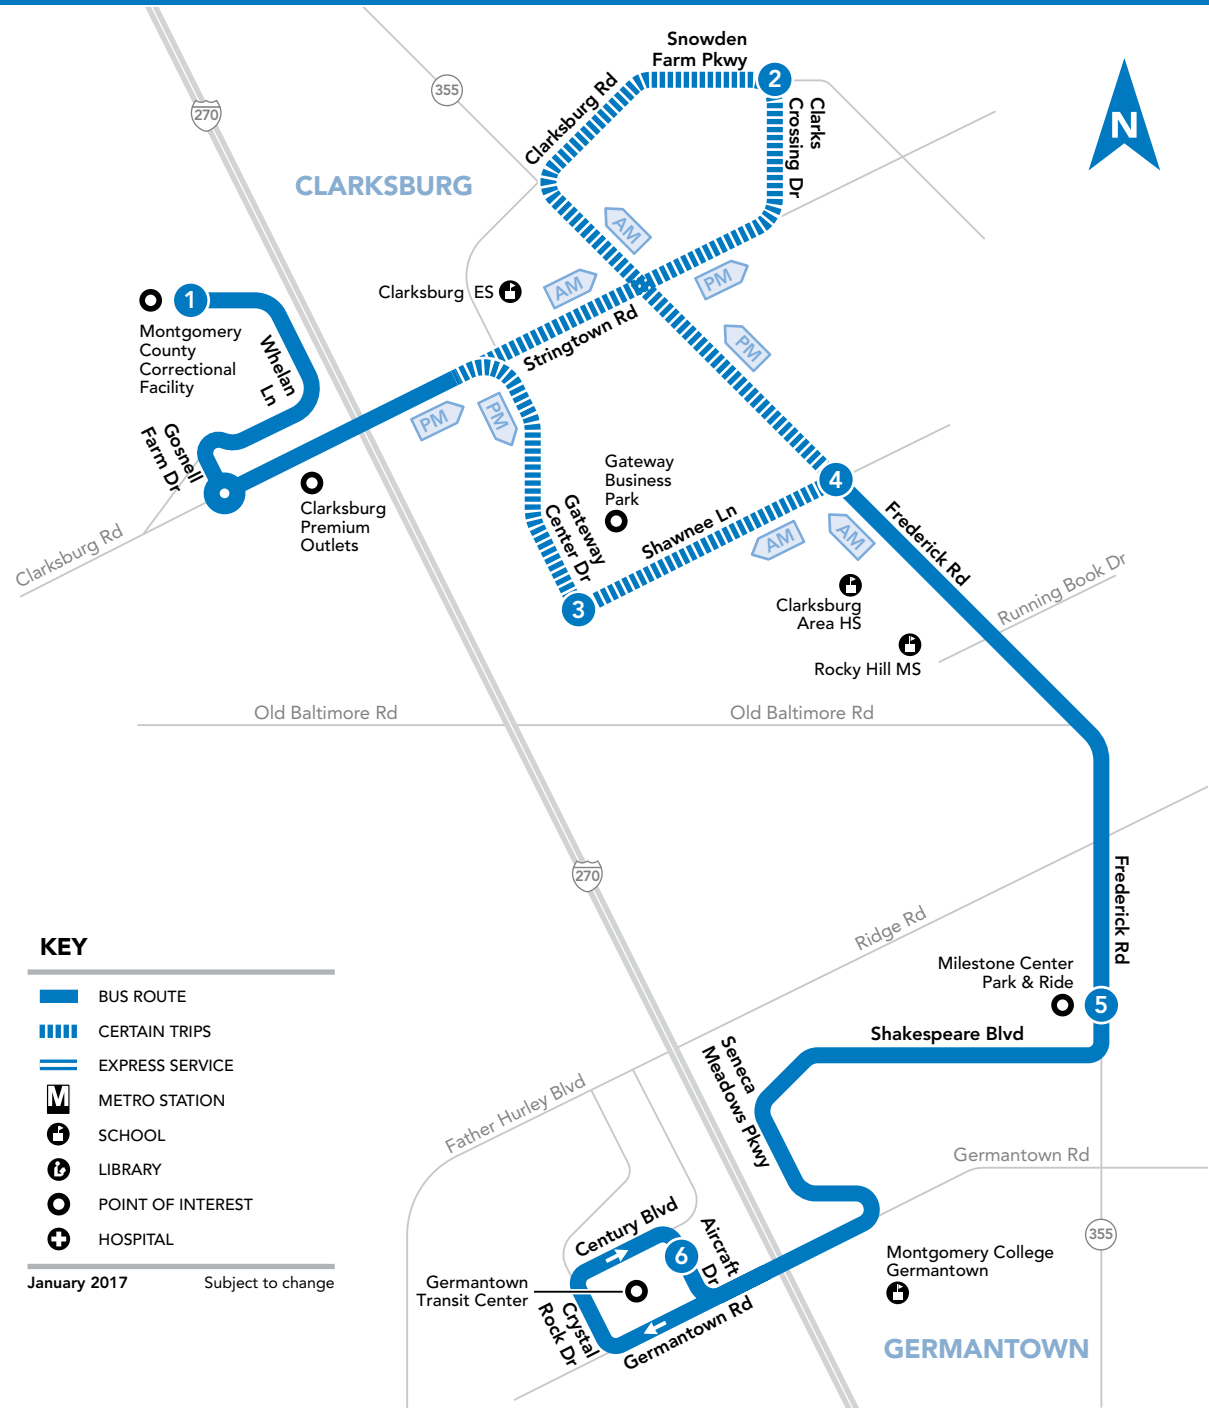 Snowden
Farm Pkwy
2
355
270
Clarksburg Rd
Clarks
Crossing Dr
N
CLARKSBURG
AM
AM
PM
Clarksburg ES
1
Montgomery
County
Correctional
Facility
Whelan
Ln
Stringtown Rd
PM
PM
PM
Gosnell
Farm Dr
Clarksburg
Premium
Outlets
Clarksburg Rd
Gateway
Business
Park
Gateway
Center Dr
Shawnee Ln
4
AM
AM
Frederick Rd
3
Clarksburg
Area HS
Running Book Dr
Rocky Hill MS
Old Baltimore Rd
Old Baltimore Rd
270
Frederick Rd
Ridge Rd
Milestone Center
Park & Ride
5
Shakespeare Blvd
Seneca
Meadows Pkwy
Father Hurley Blvd
Germantown Rd
355
Century Blvd
6
Aircraft
Dr
Germantown
Transit Center
Crystal
Rock Dr
Germantown Rd
Montgomery College
Germantown
GERMANTOWN
KEY
BUS ROUTE
CERTAIN TRIPS
EXPRESS SERVICE
M METRO STATION
SCHOOL
LIBRARY
POINT OF INTEREST
HOSPITAL
January 2017 Subject to change